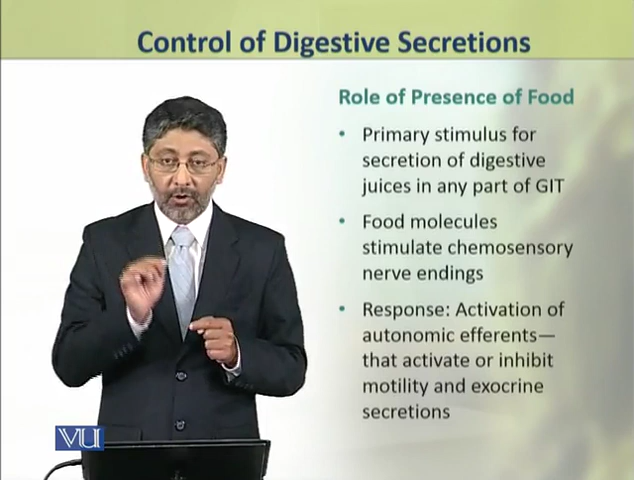 Control of Digestive Secretions
Role of Presence of Food
• Primary stimulus for
secretion of digestive
juices in any part of GIT
• Food molecules
stimulate chemosensory
nerve endings
• Response: Activation of
autonomic efferents—
that activate or inhibit
motility and exocrine
secretions
VU